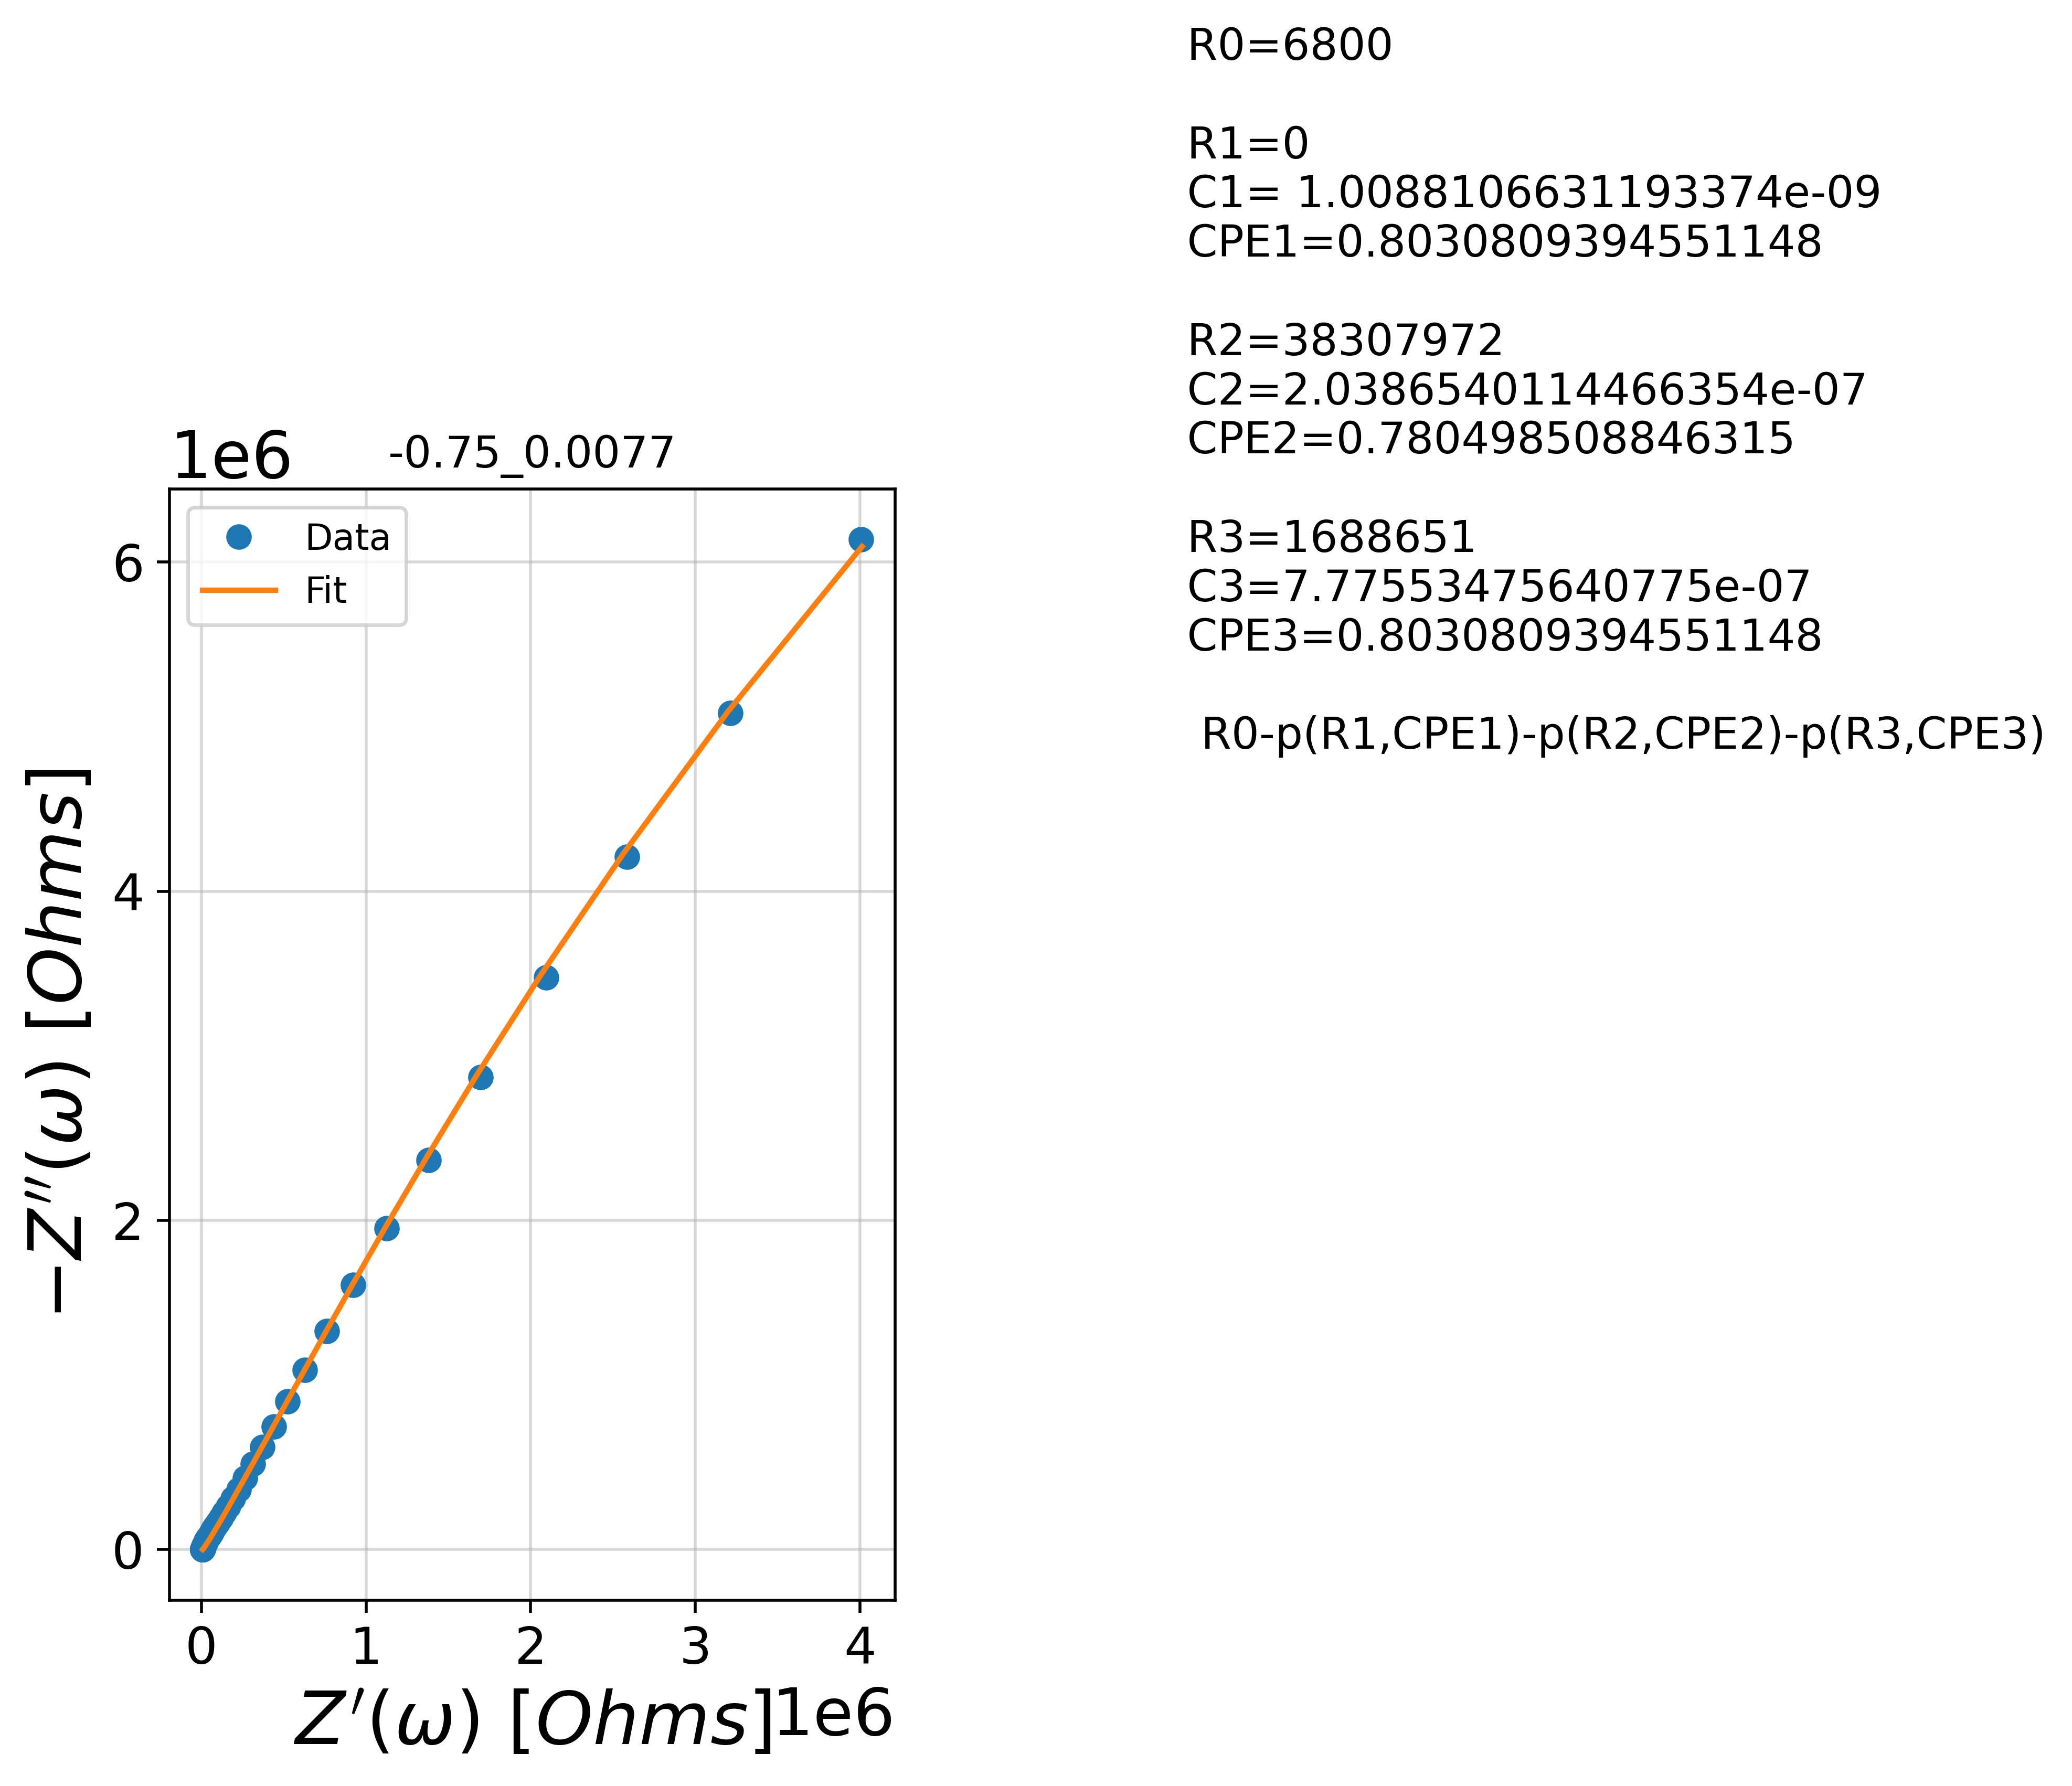 R0=6800
R1=0
C1= 1.0088106631193374e-09
CPE1=0.8030809394551148
R2=38307972
C2=2.0386540114466354e-07
CPE2=0.780498508846315
R3=1688651
C3=7.77553475640775e-07
CPE3=0.8030809394551148
R0-p(R1,CPE1)-p(R2,CPE2)-p(R3,CPE3)
1e6
-0.75_0.0077
Data
Fit
6
4
2
0
−Z′′(ω) [Ohms]
0 1 2 3 4
Z′(ω) [Ohms]
1e6